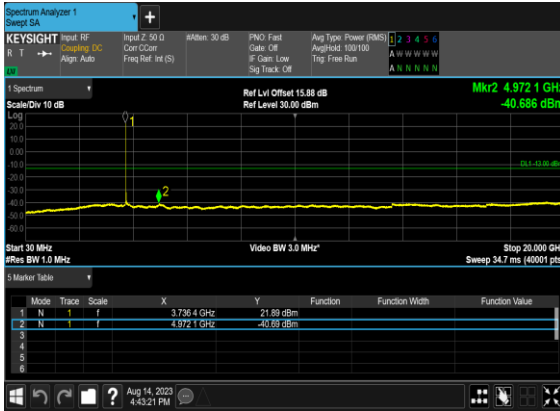 Spectrum Analyzer 1
Swept SA
+
KEYSIGHT
R T
Input: RF
Coupling: DC
Align: Auto
Input Z: 50 Ω
Corr CCorr
Freq Ref: Int (S)
#Atten: 30 dB
PNO: Fast
Gate: Off
IF Gain: Low
Sig Track: Off
Avg Type: Power (RMS)
Avg|Hold: 100/100
Trig: Free Run
1 2 3 4 5 6
A W W W W W
A N N N N N
1 Spectrum
Scale/Div 10 dB
Ref Lvl Offset 15.88 dB
Ref Level 30.00 dBm
Mkr2 4.972 1 GHz
-40.686 dBm
Log
20.0
10.0
0.00
-10.0
-20.0
-30.0
-40.0
-50.0
-60.0
1
2
DL1 -13.00 dBm
Start 30 MHz
#Res BW 1.0 MHz
Video BW 3.0 MHz*
Stop 20.000 GHz
Sweep 34.7 ms (40001 pts)
5 Marker Table
Mode Trace Scale X Y Function Function Width Function Value
1 N 1 f 3.736 4 GHz 21.89 dBm
2 N 1 f 4.972 1 GHz -40.69 dBm
3
4
5
6
?
Aug 14, 2023
4:43:21 PM